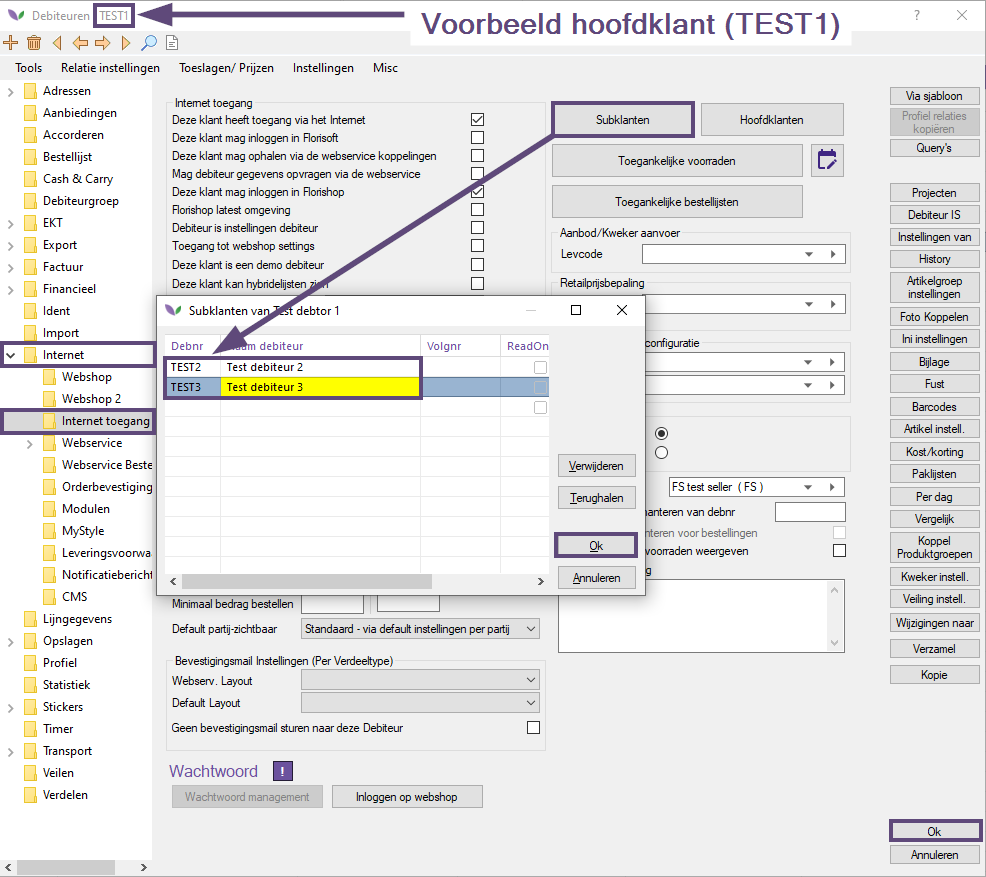 Debiteuren TEST1
Voorbeeld hoofdklant (TEST1)
?
Tools Relatie instellingen Toeslagen/ Prijzen Instellingen Misc
Adressen
Aanbiedingen
Accorderen
Bestellijst
Cash & Carry
Debiteurgroep
EKT
Export
Factuur
Financieel
Ident
Import
Internet
Webshop
Webshop 2
Internet toegang
Webservice
Webservice Beste
Orderbevestiging
Modulen
MyStyle
Leveringsvoorwa
Notificatiebericht
CMS
Lijngegevens
Opslagen
Profiel
Statistiek
Stickers
Timer
Transport
Veilen
Verdelen
Internet toegang
Deze klant heeft toegang via het Internet
Deze klant mag inloggen in Florisoft
Deze klant mag ophalen via de webservice koppelingen
Mag debiteur gegevens opvragen via de webservice
Deze klant mag inloggen in Florishop
Florishop latest omgeving
Debiteur is instellingen debiteur
Toegang tot webshop settings
Deze klant is een demo debiteur
Deze klant kan hybridelijsten zien
Subklanten Hoofdklanten
Toegankelijke voorraden
Toegankelijke bestellijsten
Aanbod/Kweker aanvoer
Levcode
Retailprijsbepaling
configuratie
FS test seller ( FS )
anteren van debnr
nteren voor bestellingen
voorraden weergeven
g
Subklanten van Test debtor 1
Debnr aam debiteur Volgnr ReadOn
TEST2 Test debiteur 2
TEST3 Test debiteur 3
Verwijderen
Terughalen
Ok
Annuleren
Minimaal bedrag bestellen
Default partij-zichtbaar Standaard - via default instellingen per partij
Bevestigingsmail Instellingen (Per Verdeeltype)
Webserv. Layout
Default Layout
Geen bevestigingsmail sturen naar deze Debiteur
Wachtwoord !
Wachtwoord management Inloggen op webshop
Via sjabloon
Profiel relaties
kopiëren
Query's
Projecten
Debiteur IS
Instellingen van
History
Artikelgroep
instellingen
Foto Koppelen
Ini instellingen
Bijlage
Fust
Barcodes
Artikel instell.
Kost/korting
Paklijsten
Per dag
Vergelijk
Koppel
Produktgroepen
Kweker instell.
Veiling instell.
Wijzigingen naar
Verzamel
Kopie
Ok
Annuleren